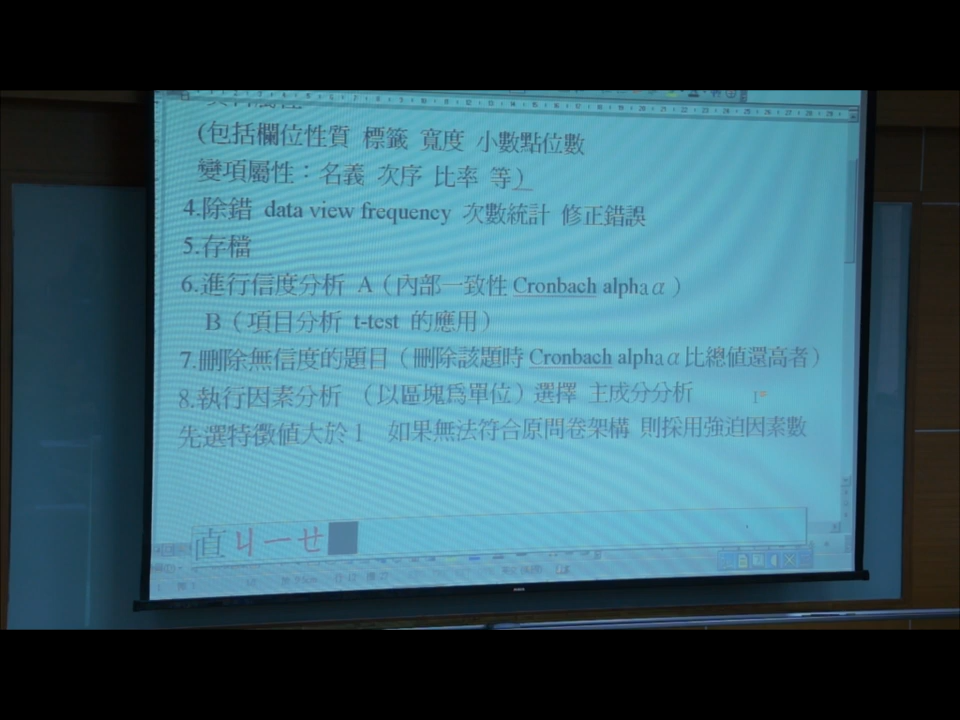 (包括欄位性質 標籤 寬度 小數點位數
變項屬性：名義 次序 比率 等)
4.除錯 data view frequency 次數統計 修正錯誤
5.存檔
6.進行信度分析 A（內部一致性 Cronbach alphaα）
B（項目分析 t-test 的應用）
7.刪除無信度的題目（刪除該題時 Cronbach alphaα比總值還高者）
8.執行因素分析 （以區塊為單位）選擇 主成分分析
先選特徵值大於1 如果無法符合原問卷架構 則採用強迫因素數
直ㄐㄧㄝ